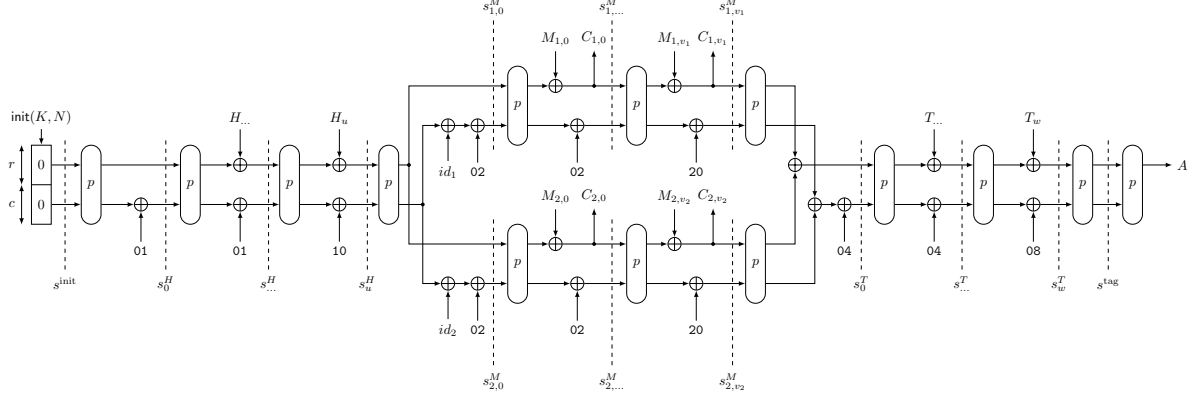 $s^M_{1,0}$ $s^M_{1,...}$ $s^M_{1,v_1}$
$M_{1,0}$ $C_{1,0}$ $M_{1,v_1}$ $C_{1,v_1}$
p p p
init(K, N) $H_{...}$ $H_u$ $T_{...}$ $T_w$
r 0 p p p p p p p p A
c 0
$id_1$ 02 02 20
01 01 10 04 04 08
$M_{2,0}$ $C_{2,0}$ $M_{2,v_2}$ $C_{2,v_2}$
p p p
$s^{init}$ $s^H_0$ $s^H_{...}$ $s^H_u$ $s^T_0$ $s^T_{...}$ $s^T_w$ $s^{tag}$
$id_2$ 02 02 20
$s^M_{2,0}$ $s^M_{2,...}$ $s^M_{2,v_2}$